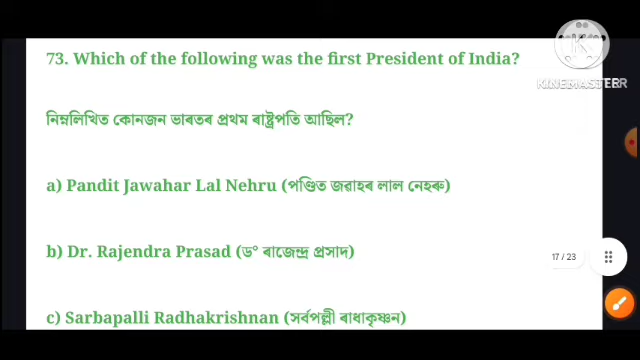 73. Which of the following was the first President of India?
নিম্নলিখিত কোনজন ভাৰতৰ প্ৰথম ৰাষ্ট্ৰপতি আছিল?
a) Pandit Jawahar Lal Nehru (পণ্ডিত জৱাহৰ লাল নেহৰু)
b) Dr. Rajendra Prasad (ড° ৰাজেন্দ্ৰ প্ৰসাদ)
c) Sarbapalli Radhakrishnan (সৰ্বপল্লী ৰাধাকৃষ্ণন)
17 / 23
K
KINEMASTER